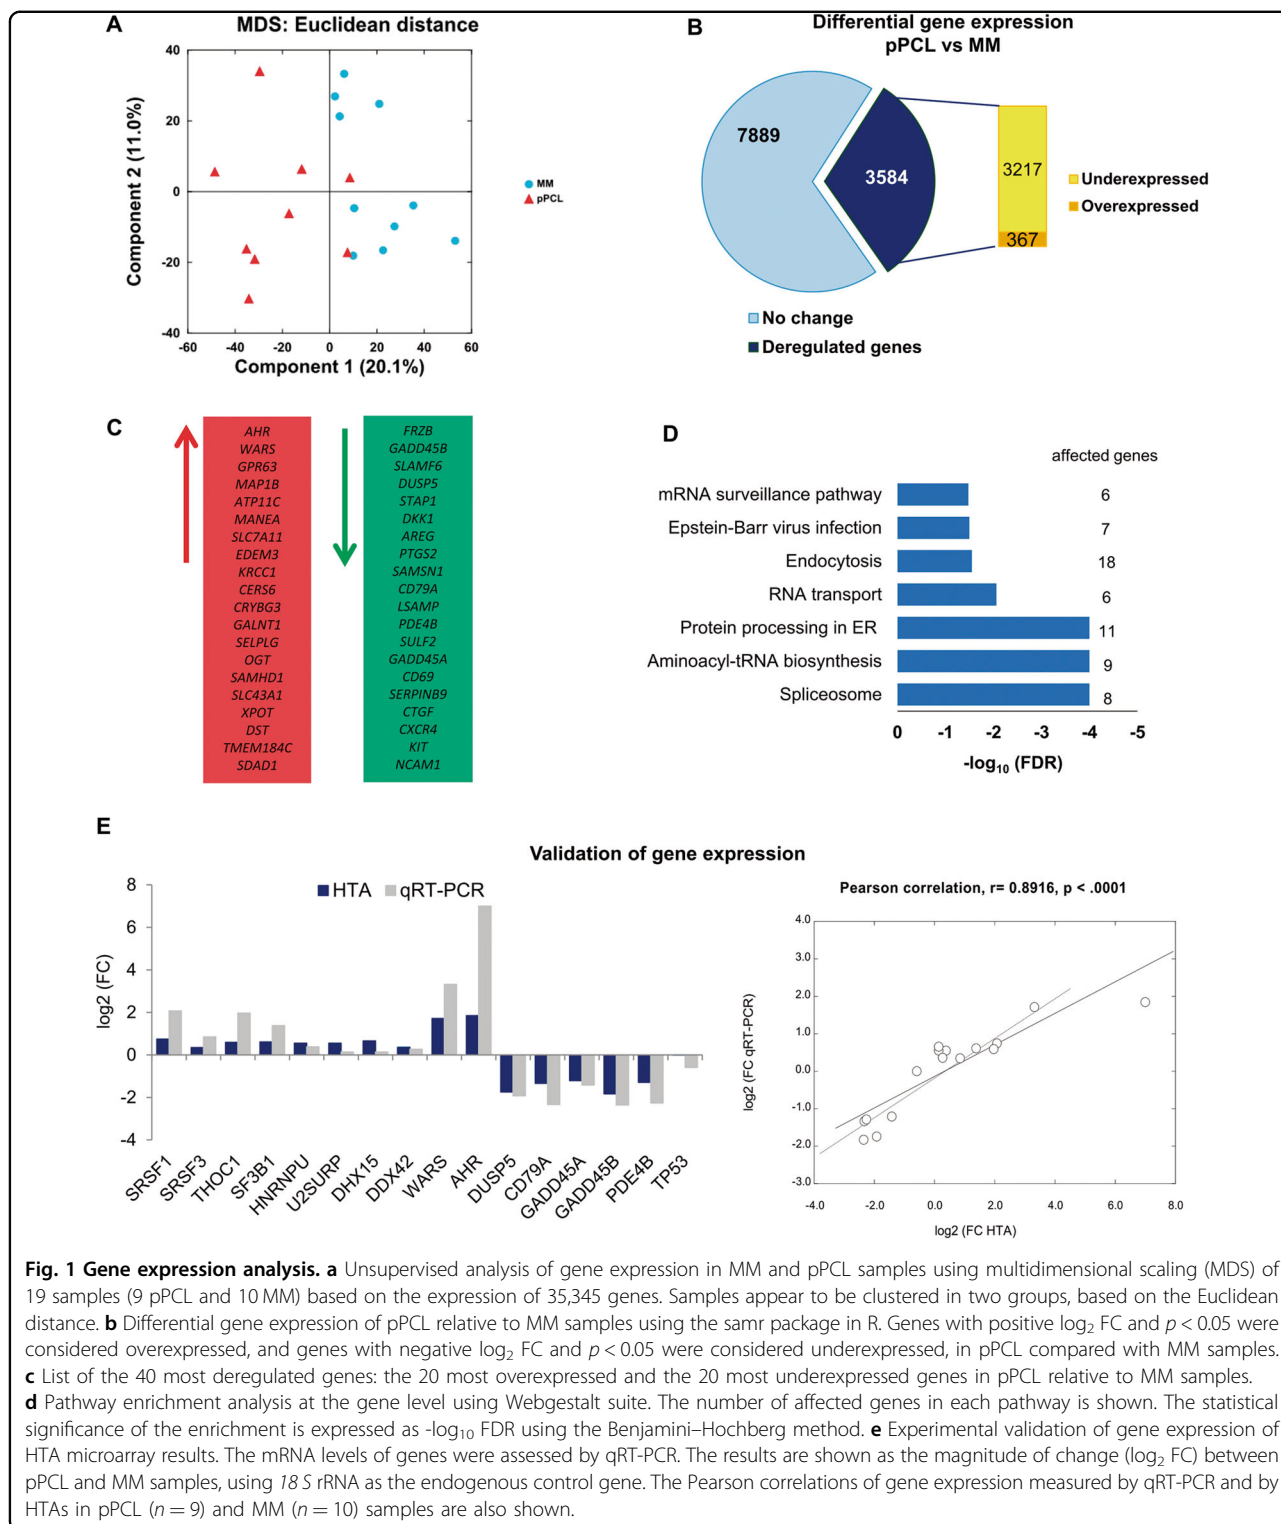 A
MDS: Euclidean distance
Component 2 (11.0%)
40
20
0
-20
-40
-60
-40
-20
0
20
40
60
Component 1 (20.1%)
MM
pPCL
B
Differential gene expression
pPCL vs MM
7889
3584
3217
367
Underexpressed
Overexpressed
No change
Deregulated genes
C
AHR
WARS
GPR63
MAP1B
ATP11C
MANEA
SLC7A11
EDEM3
KRCC1
CERS6
CRYBG3
GALNT1
SELPLG
OGT
SAMHD1
SLC43A1
XPOT
DST
TMEM184C
SDAD1
FRZB
GADD45B
SLAMF6
DUSP5
STAP1
DKK1
AREG
PTGS2
SAMSN1
CD79A
LSAMP
PDE4B
SULF2
GADD45A
CD69
SERPINB9
CTGF
CXCR4
KIT
NCAM1
D
affected genes
mRNA surveillance pathway 6
Epstein-Barr virus infection 7
Endocytosis 18
RNA transport 6
Protein processing in ER 11
Aminoacyl-tRNA biosynthesis 9
Spliceosome 8
0 -1 -2 -3 -4 -5
-log₁₀ (FDR)
E
Validation of gene expression
HTA qRT-PCR
log2 (FC)
8
6
4
2
0
-2
-4
SRSF1
SRSF3
THOC1
SF3B1
HNRNPU
U2SURP
DHX15
DDX42
WARS
AHR
DUSP5
CD79A
GADD45A
GADD45B
PDE4B
TP53
Pearson correlation, r= 0.8916, p < .0001
log2 (FC qRT-PCR)
4.0
3.0
2.0
1.0
0.0
-1.0
-2.0
-3.0
-4.0 -2.0 0.0 2.0 4.0 6.0 8.0
log2 (FC HTA)
Fig. 1 Gene expression analysis. a Unsupervised analysis of gene expression in MM and pPCL samples using multidimensional scaling (MDS) of
19 samples (9 pPCL and 10 MM) based on the expression of 35,345 genes. Samples appear to be clustered in two groups, based on the Euclidean
distance. b Differential gene expression of pPCL relative to MM samples using the samr package in R. Genes with positive log₂ FC and p < 0.05 were
considered overexpressed, and genes with negative log₂ FC and p < 0.05 were considered underexpressed, in pPCL compared with MM samples.
c List of the 40 most deregulated genes: the 20 most overexpressed and the 20 most underexpressed genes in pPCL relative to MM samples.
d Pathway enrichment analysis at the gene level using Webgestalt suite. The number of affected genes in each pathway is shown. The statistical
significance of the enrichment is expressed as -log₁₀ FDR using the Benjamini–Hochberg method. e Experimental validation of gene expression of
HTA microarray results. The mRNA levels of genes were assessed by qRT-PCR. The results are shown as the magnitude of change (log₂ FC) between
pPCL and MM samples, using 18 S rRNA as the endogenous control gene. The Pearson correlations of gene expression measured by qRT-PCR and by
HTAs in pPCL (n = 9) and MM (n = 10) samples are also shown.